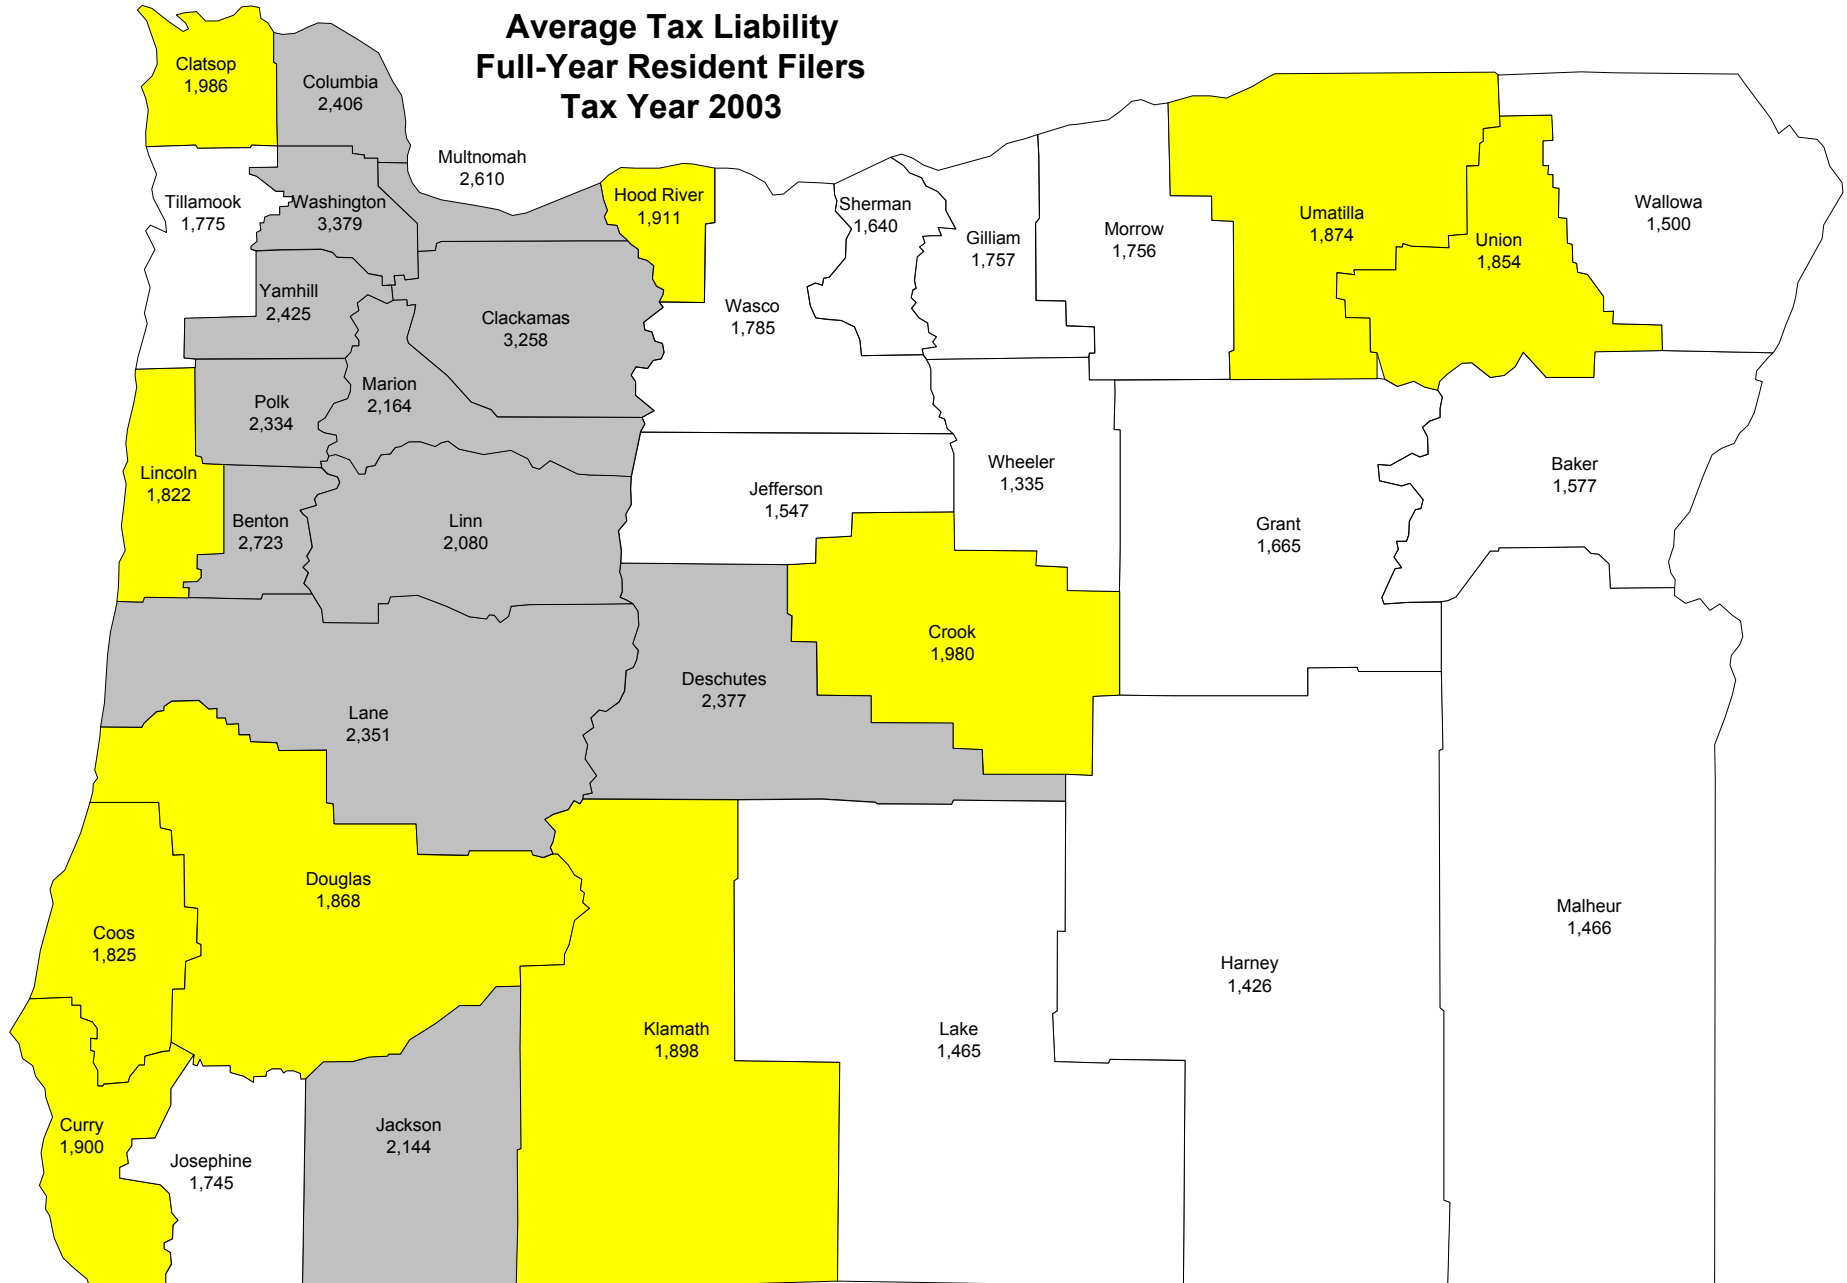 Average Tax Liability
Full-Year Resident Filers
Tax Year 2003
Clatsop
1,986
Columbia
2,406
Multnomah
2,610
Tillamook
1,775
Washington
3,379
Hood River
1,911
Sherman
1,640
Gilliam
1,757
Morrow
1,756
Umatilla
1,874
Union
1,854
Wallowa
1,500
Yamhill
2,425
Clackamas
3,258
Wasco
1,785
Polk
2,334
Marion
2,164
Lincoln
1,822
Benton
2,723
Linn
2,080
Jefferson
1,547
Wheeler
1,335
Grant
1,665
Baker
1,577
Lane
2,351
Deschutes
2,377
Crook
1,980
Douglas
1,868
Coos
1,825
Klamath
1,898
Lake
1,465
Harney
1,426
Malheur
1,466
Curry
1,900
Josephine
1,745
Jackson
2,144